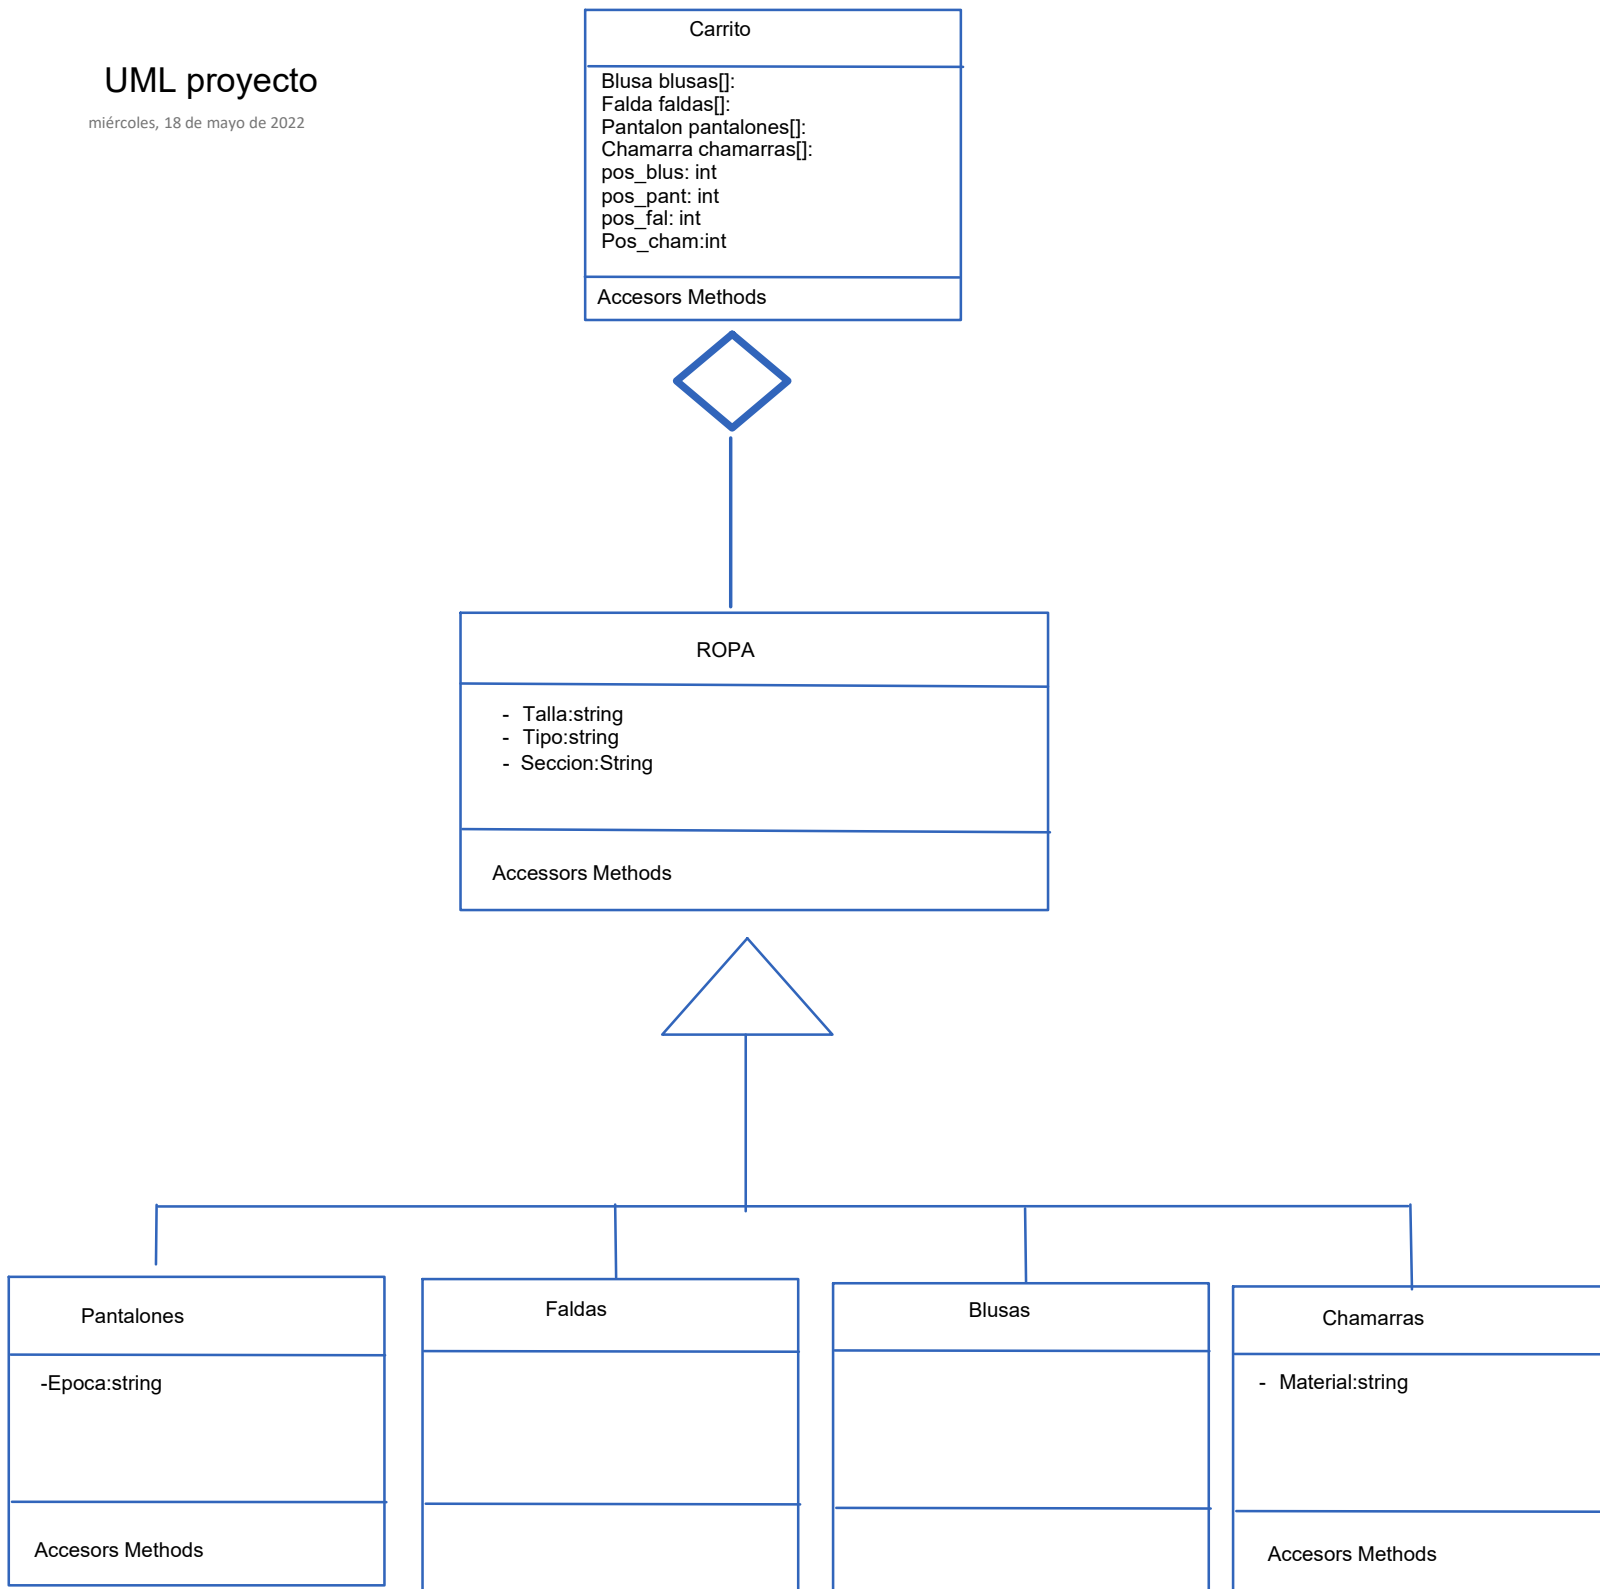 UML proyecto
miércoles, 18 de mayo de 2022
Carrito
Blusa blusas[]:
Falda faldas[]:
Pantalon pantalones[]:
Chamarra chamarras[]:
pos_blus: int
pos_pant: int
pos_fal: int
Pos_cham:int
Accesors Methods
ROPA
- Talla:string
- Tipo:string
- Seccion:String
Accessors Methods
Pantalones
-Epoca:string
Accesors Methods
Faldas
Blusas
Chamarras
- Material:string
Accesors Methods